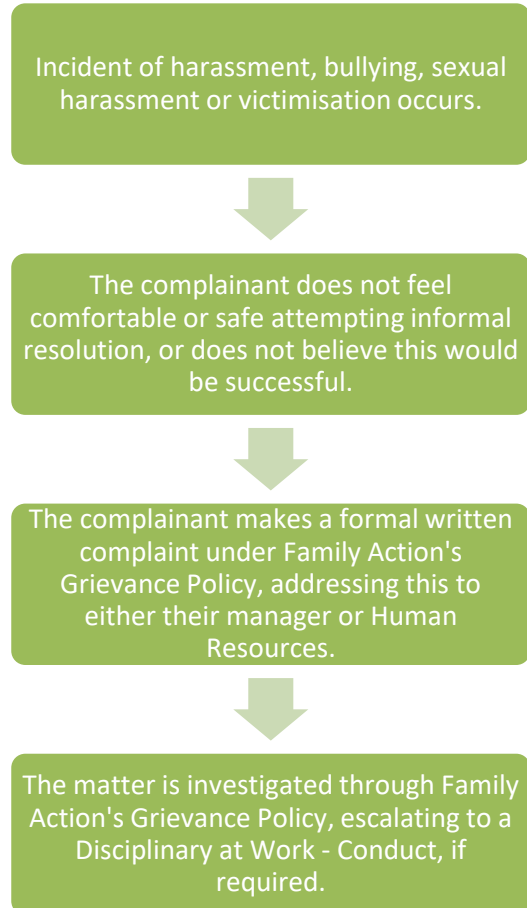 Incident of harassment, bullying, sexual
harassment or victimisation occurs.
The complainant does not feel
comfortable or safe attempting informal
resolution, or does not believe this would
be successful.
The complainant makes a formal written
complaint under Family Action's
Grievance Policy, addressing this to
either their manager or Human
Resources.
The matter is investigated through Family
Action's Grievance Policy, escalating to a
Disciplinary at Work - Conduct, if
required.